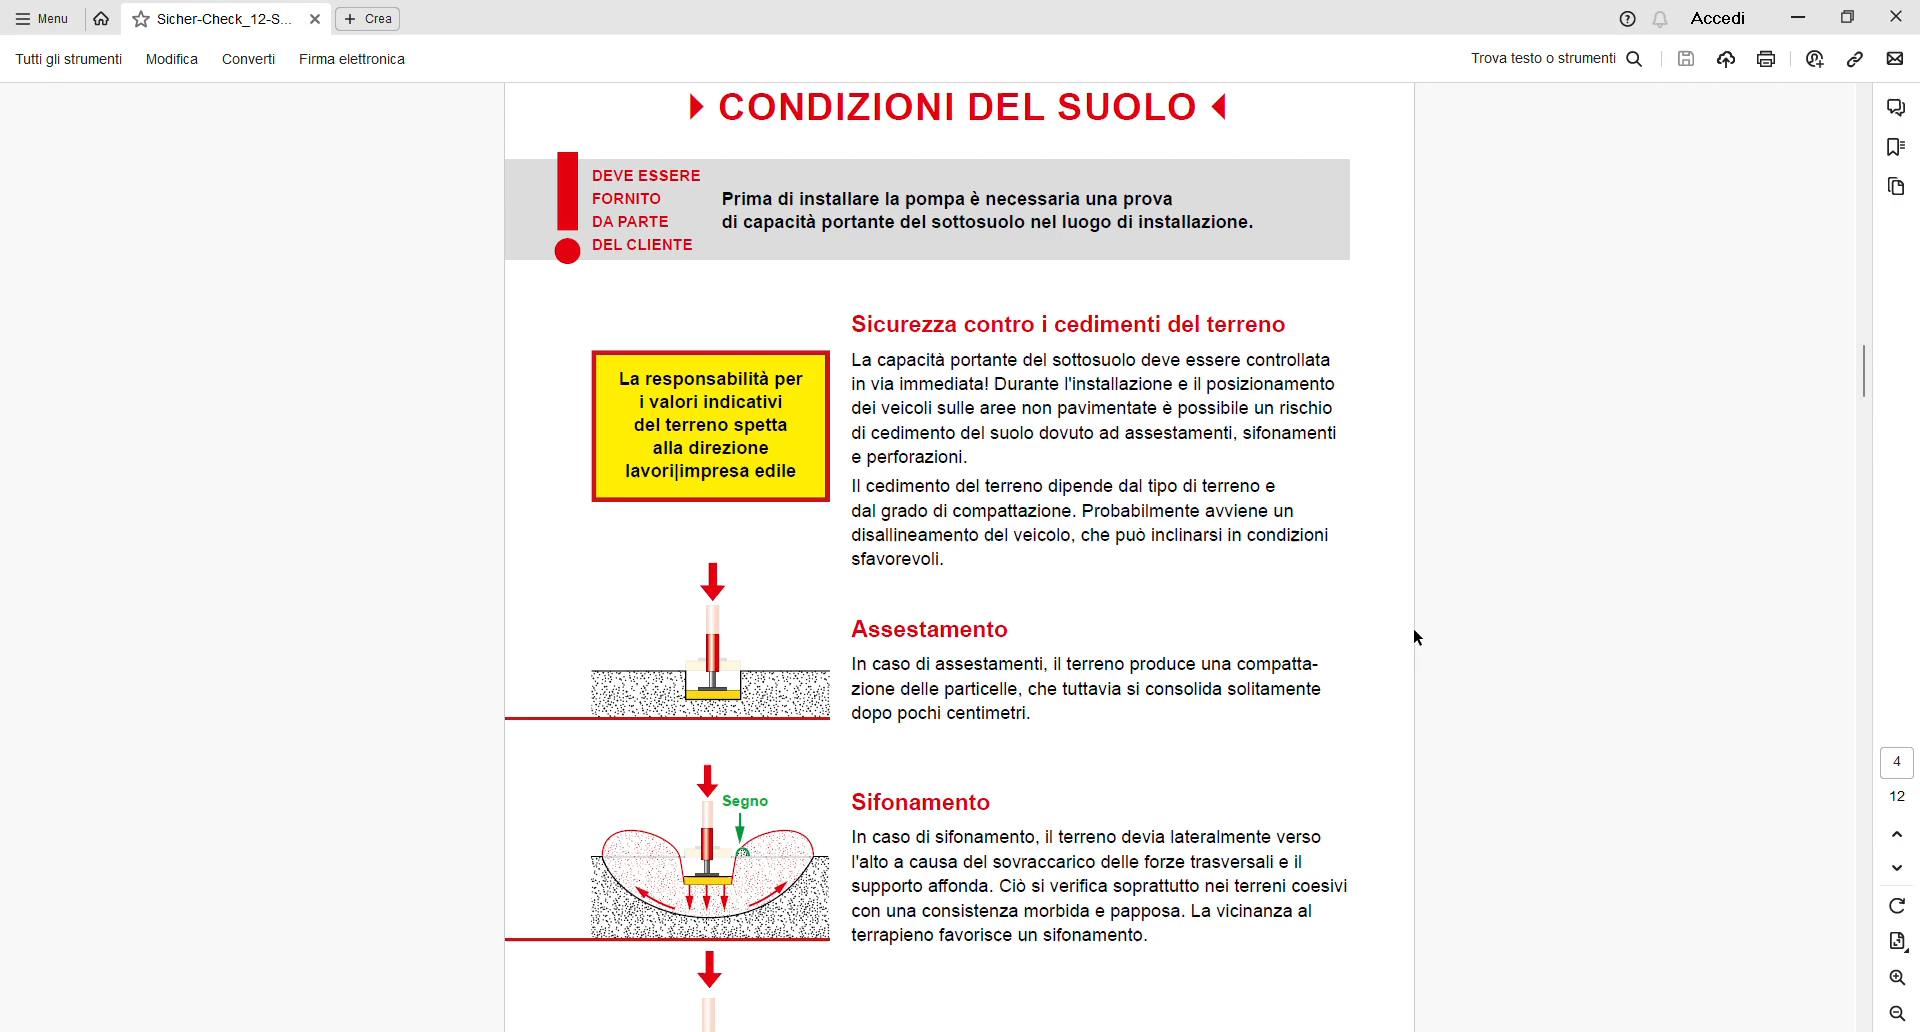 Menu
Sicher-Check_12-S...
Crea
Accedi
Tutti gli strumenti
Modifica
Converti
Firma elettronica
Trova testo o strumenti
CONDIZIONI DEL SUOLO
DEVE ESSERE
FORNITO
DA PARTE
DEL CLIENTE
Prima di installare la pompa è necessaria una prova
di capacità portante del sottosuolo nel luogo di installazione.
La responsabilità per
i valori indicativi
del terreno spetta
alla direzione
lavori|impresa edile
Sicurezza contro i cedimenti del terreno
La capacità portante del sottosuolo deve essere controllata
in via immediata! Durante l'installazione e il posizionamento
dei veicoli sulle aree non pavimentate è possibile un rischio
di cedimento del suolo dovuto ad assestamenti, sifonamenti
e perforazioni.
Il cedimento del terreno dipende dal tipo di terreno e
dal grado di compattazione. Probabilmente avviene un
disallineamento del veicolo, che può inclinarsi in condizioni
sfavorevoli.
Assestamento
In caso di assestamenti, il terreno produce una compatta-
zione delle particelle, che tuttavia si consolida solitamente
dopo pochi centimetri.
Segno
Sifonamento
In caso di sifonamento, il terreno devia lateralmente verso
l'alto a causa del sovraccarico delle forze trasversali e il
supporto affonda. Ciò si verifica soprattutto nei terreni coesivi
con una consistenza morbida e papposa. La vicinanza al
terrapieno favorisce un sifonamento.
4
12